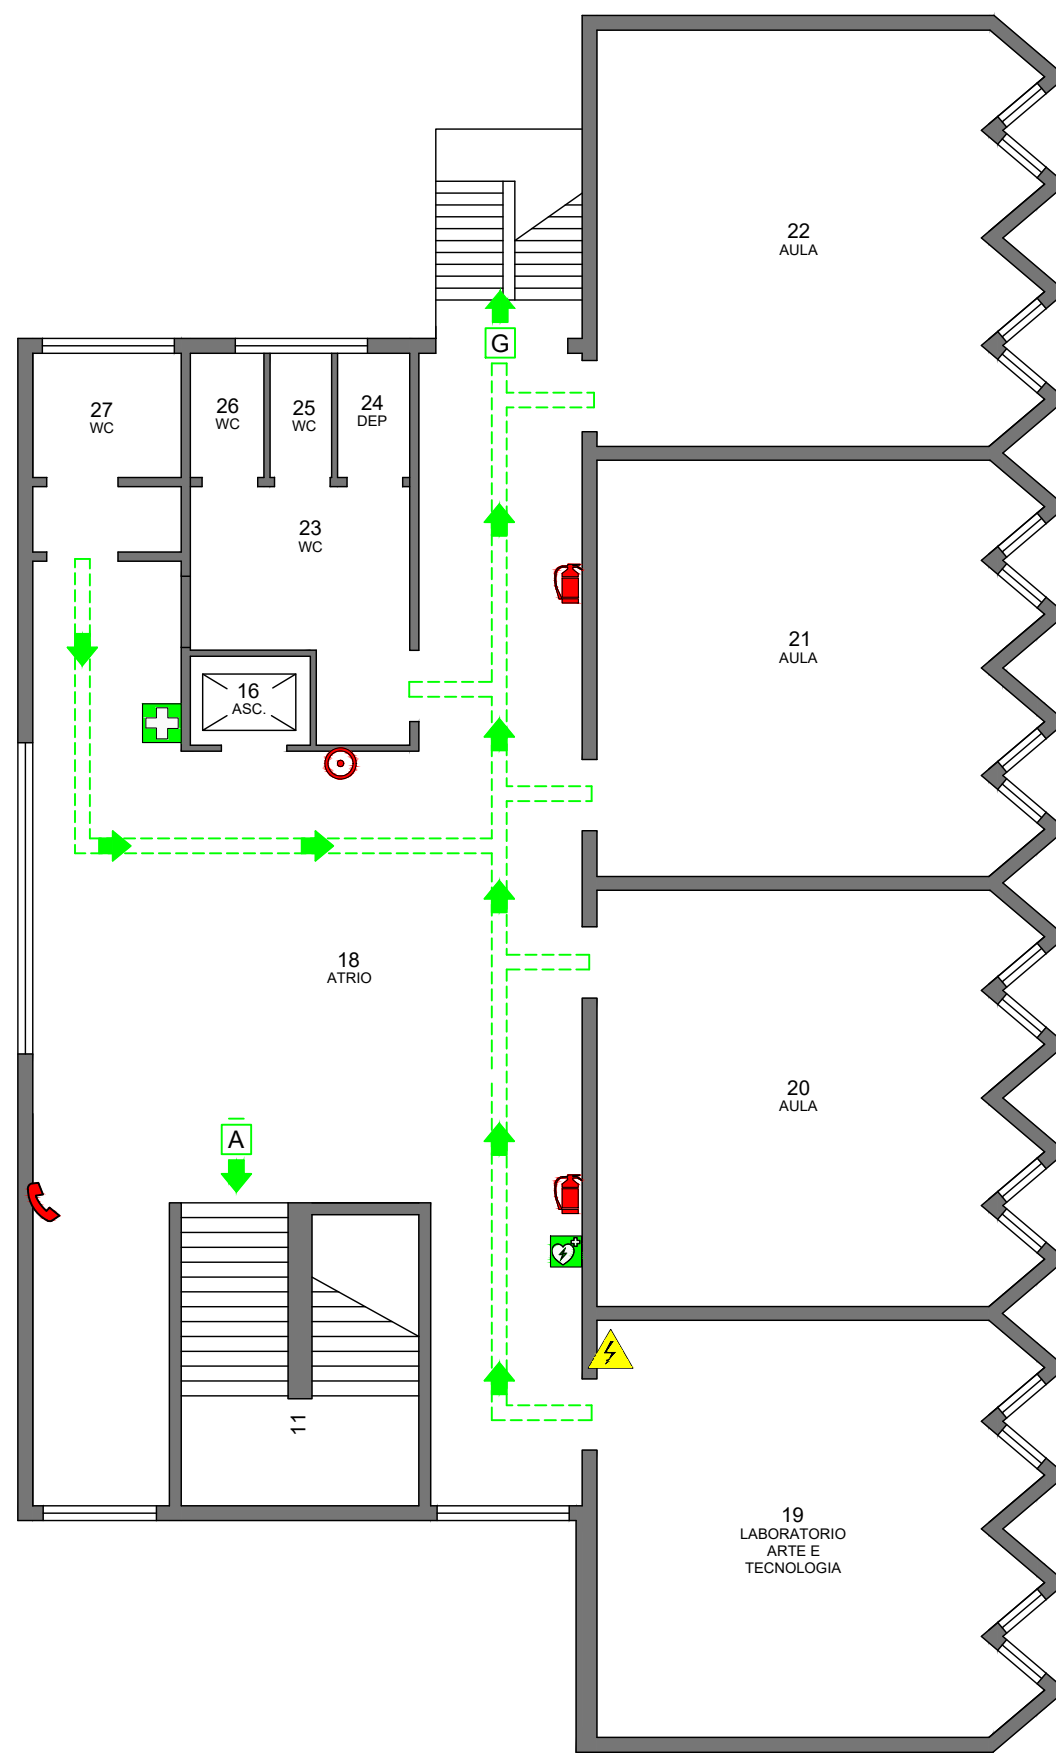 22
AULA
G
27
WC
26
WC
25
WC
24
DEP
23
WC
21
AULA
16
ASC.
18
ATRIO
20
AULA
A
11
19
LABORATORIO
ARTE E
TECNOLOGIA